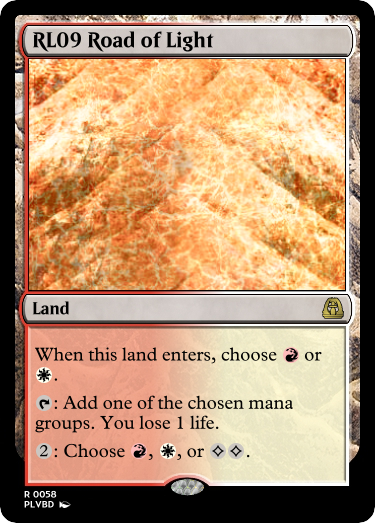 RL09 Road of Light
Land
When this land enters, choose R or
W.
T: Add one of the chosen mana
groups. You lose 1 life.
2: Choose R, W, or CC.
R 0058
PLVBD